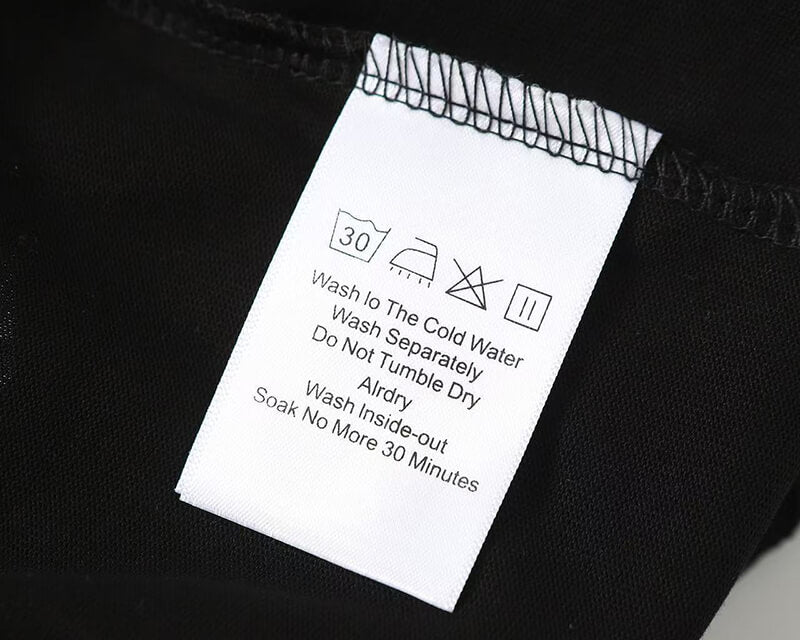 30
Wash Io The Cold Water
Wash Separately
Do Not Tumble Dry
AIrdry
Wash Inside-out
Soak No More 30 Minutes